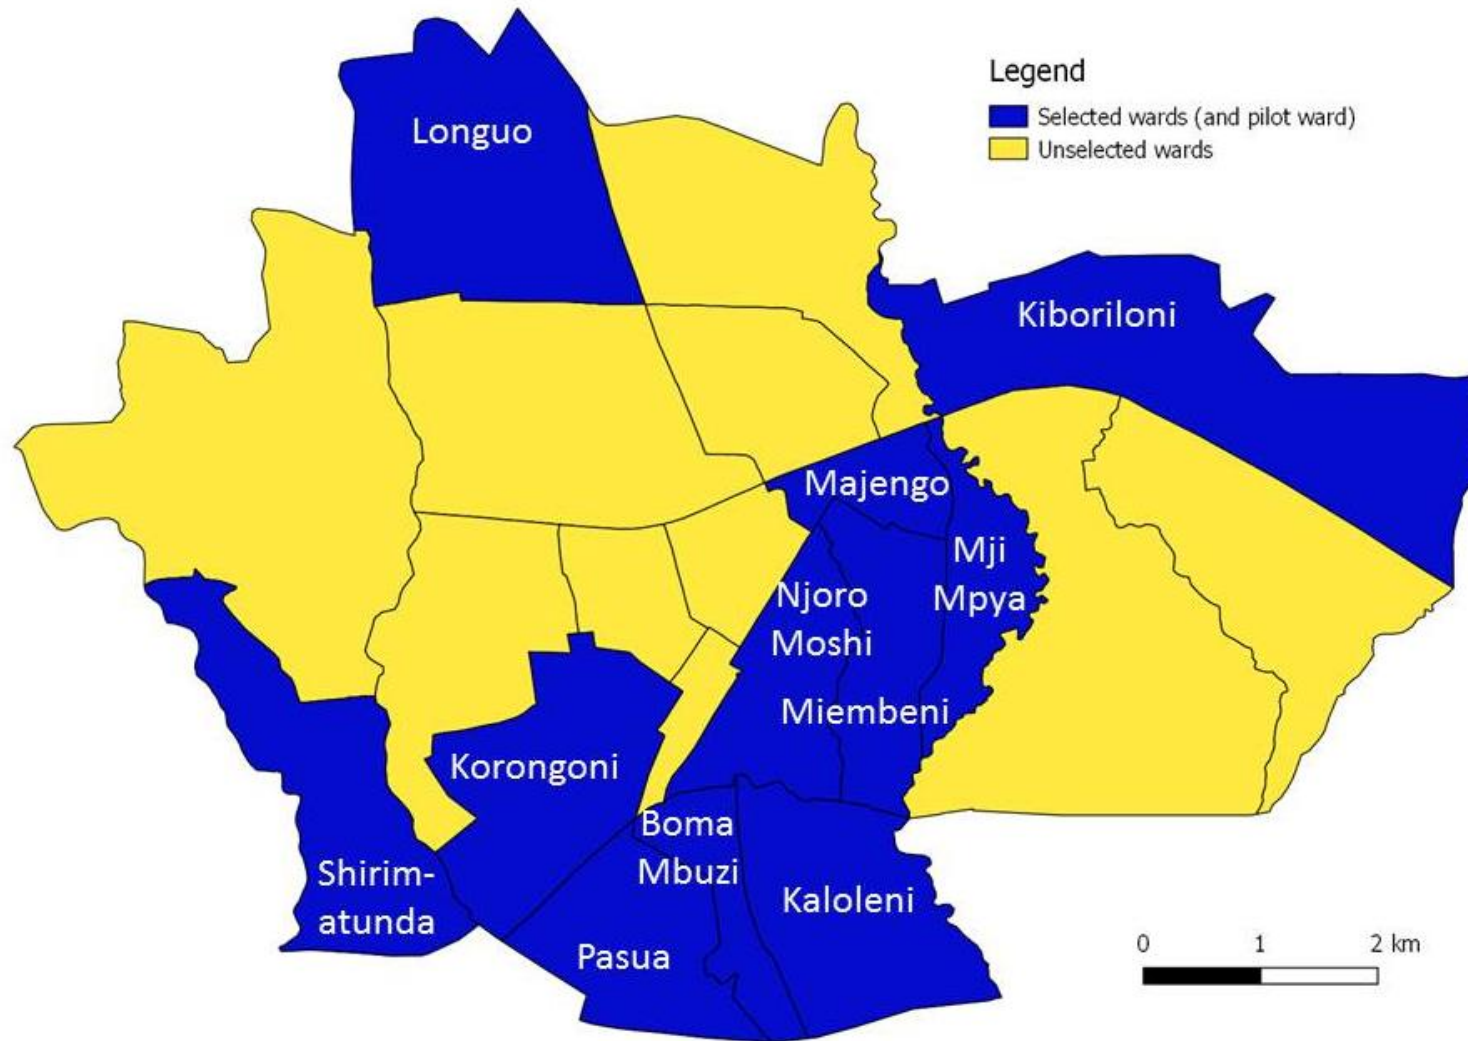 Legend
Selected wards (and pilot ward)
Unselected wards
Longuo
Kiboriloni
Majengo
Mji
Mpya
Njoro
Moshi
Miembeni
Korongoni
Boma
Mbuzi
Shirim-
atunda
Kaloleni
Pasua
0 1 2 km